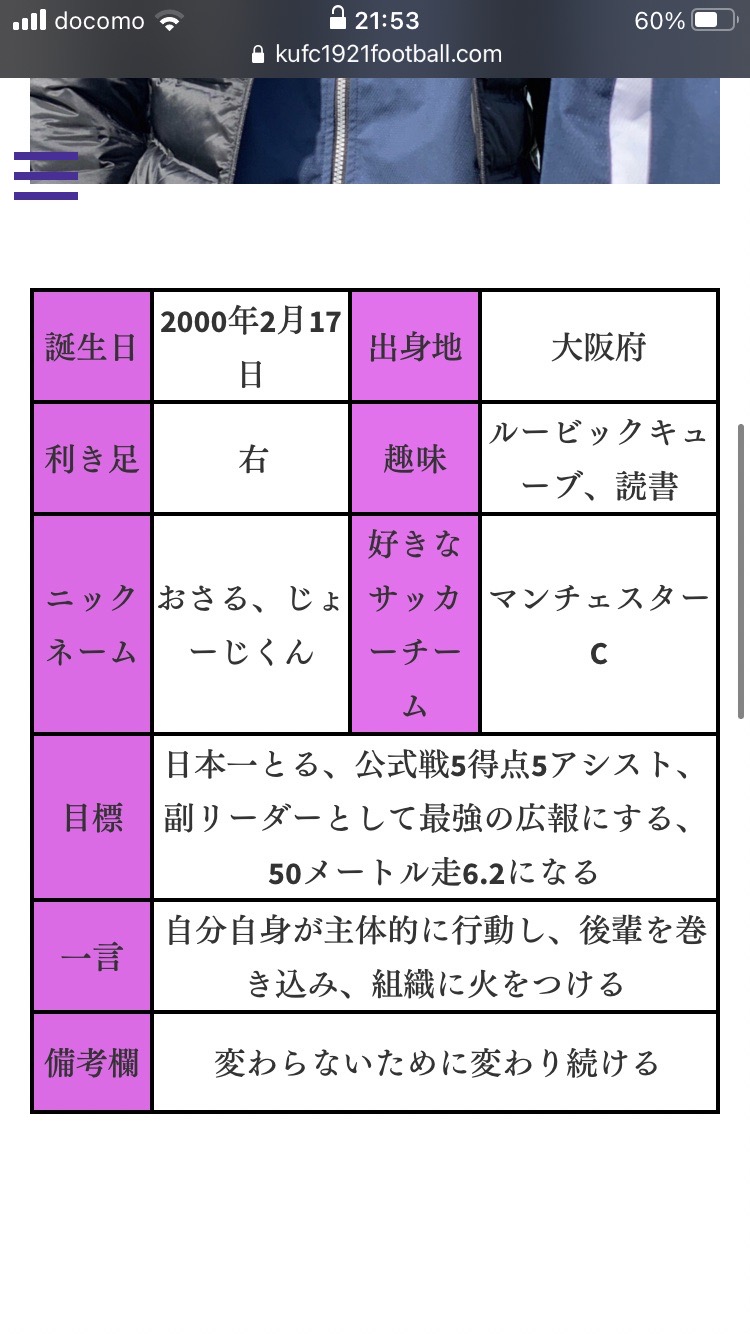 docomo 21:53 60%
kufc1921football.com
誕生日 2000年2月17日 出身地 大阪府
利き足 右 趣味 ルービックキューブ、読書
ニックネーム おさる、じょーじくん 好きなサッカーチーム マンチェスターC
目標 日本一とる、公式戦5得点5アシスト、
副リーダーとして最強の広報にする、
50メートル走6.2になる
一言 自分自身が主体的に行動し、後輩を巻
き込み、組織に火をつける
備考欄 変わらないために変わり続ける